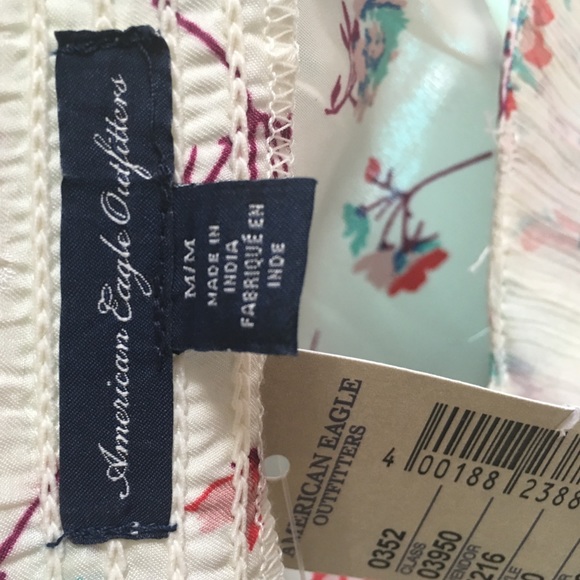 American Eagle Outfitters
M/M
MADE IN
INDIA
FABRIQUÉ EN
INDE
AMERICAN EAGLE
OUTFITTERS
4 00188 2388
0352
CLASS
03950
216